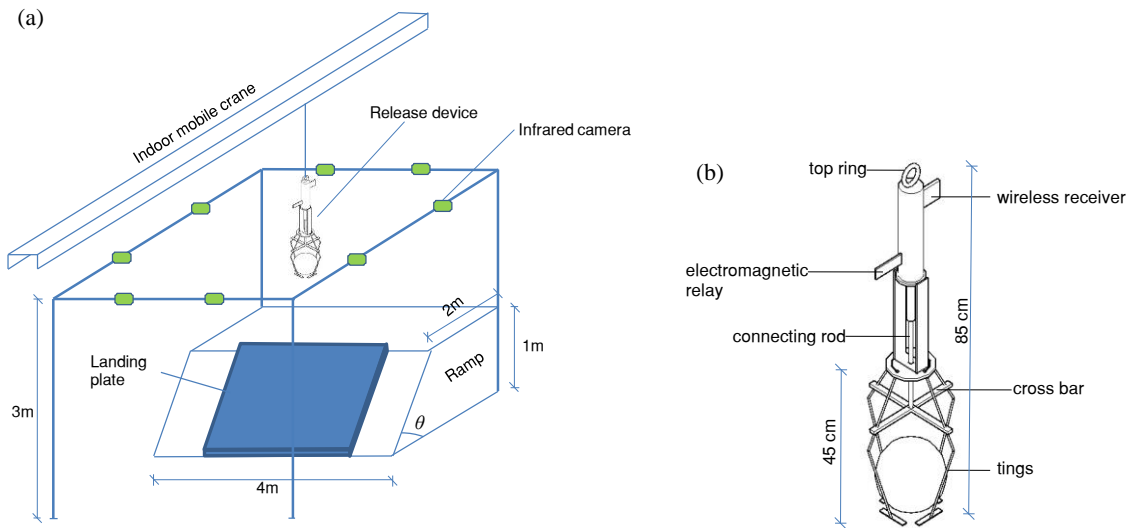 (a)
Indoor mobile crane
Release device
Infrared camera
2m
1m
Landing
plate
Ramp
3m
θ
4m
(b)
top ring
wireless receiver
electromagnetic
relay
connecting rod
85 cm
cross bar
45 cm
tings